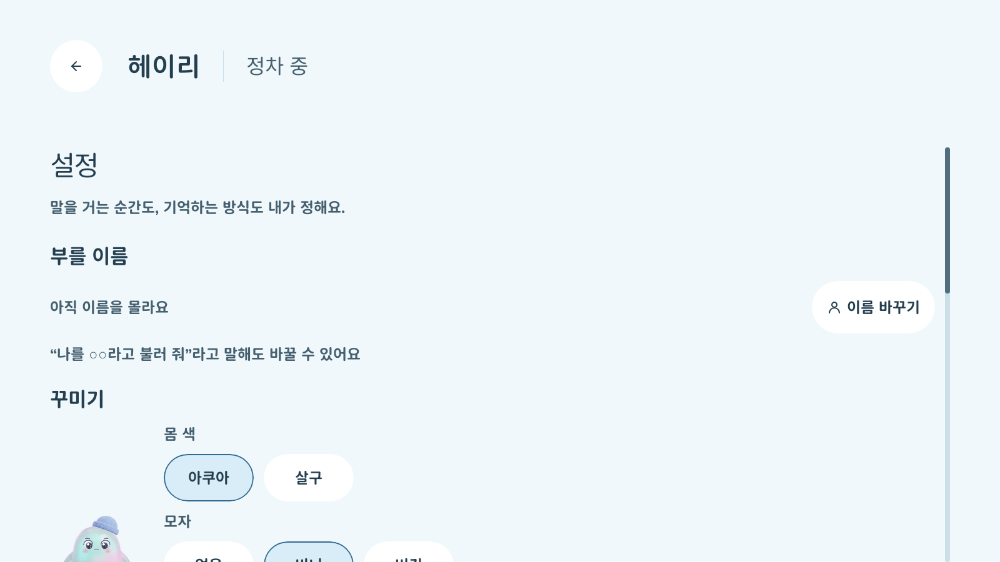 헤이리
정차 중
설정
말을 거는 순간도, 기억하는 방식도 내가 정해요.
부를 이름
아직 이름을 몰라요
이름 바꾸기
“나를 ○○라고 불러 줘”라고 말해도 바꿀 수 있어요
꾸미기
몸 색
아쿠아
살구
모자